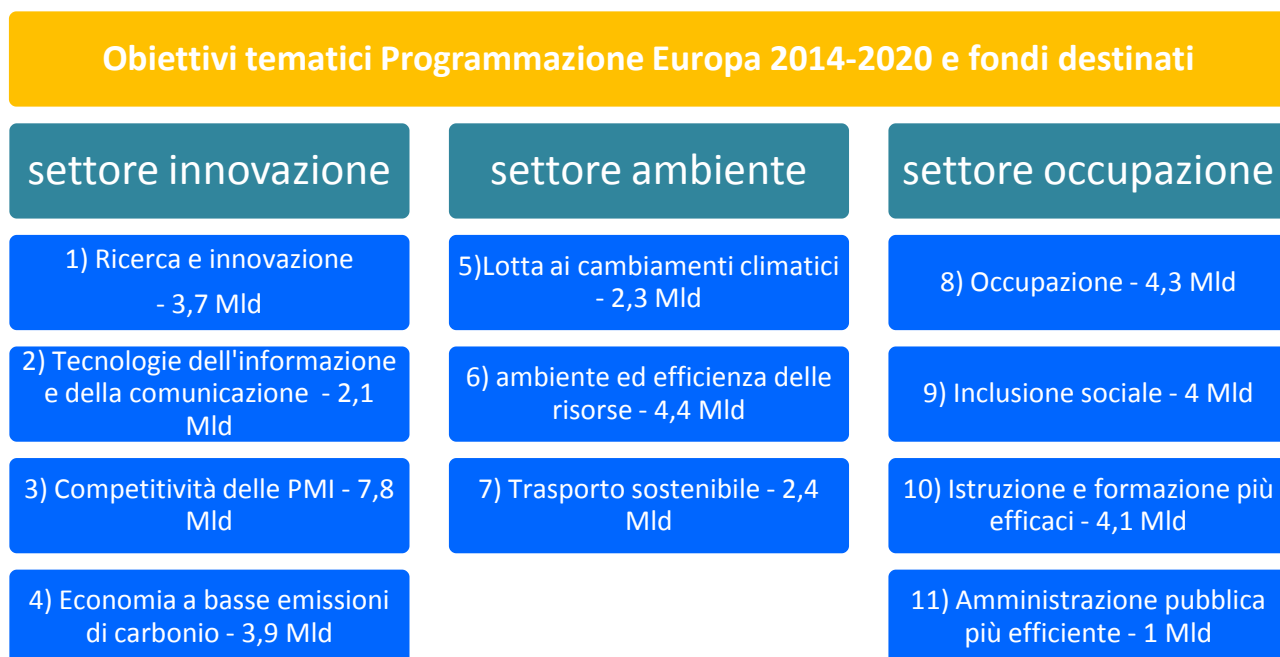 Obiettivi tematici Programmazione Europa 2014-2020 e fondi destinati
settore innovazione
1) Ricerca e innovazione
- 3,7 Mld
2) Tecnologie dell'informazione
e della comunicazione - 2,1
Mld
3) Competitività delle PMI - 7,8
Mld
4) Economia a basse emissioni
di carbonio - 3,9 Mld
settore ambiente
5)Lotta ai cambiamenti climatici
- 2,3 Mld
6) ambiente ed efficienza delle
risorse - 4,4 Mld
7) Trasporto sostenibile - 2,4
Mld
settore occupazione
8) Occupazione - 4,3 Mld
9) Inclusione sociale - 4 Mld
10) Istruzione e formazione più
efficaci - 4,1 Mld
11) Amministrazione pubblica
più efficiente - 1 Mld